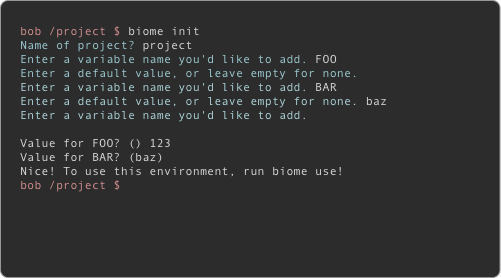 bob /project $ biome init
Name of project? project
Enter a variable name you'd like to add. FOO
Enter a default value, or leave empty for none.
Enter a variable name you'd like to add. BAR
Enter a default value, or leave empty for none. baz
Enter a variable name you'd like to add.
Value for FOO? () 123
Value for BAR? (baz)
Nice! To use this environment, run biome use!
bob /project $